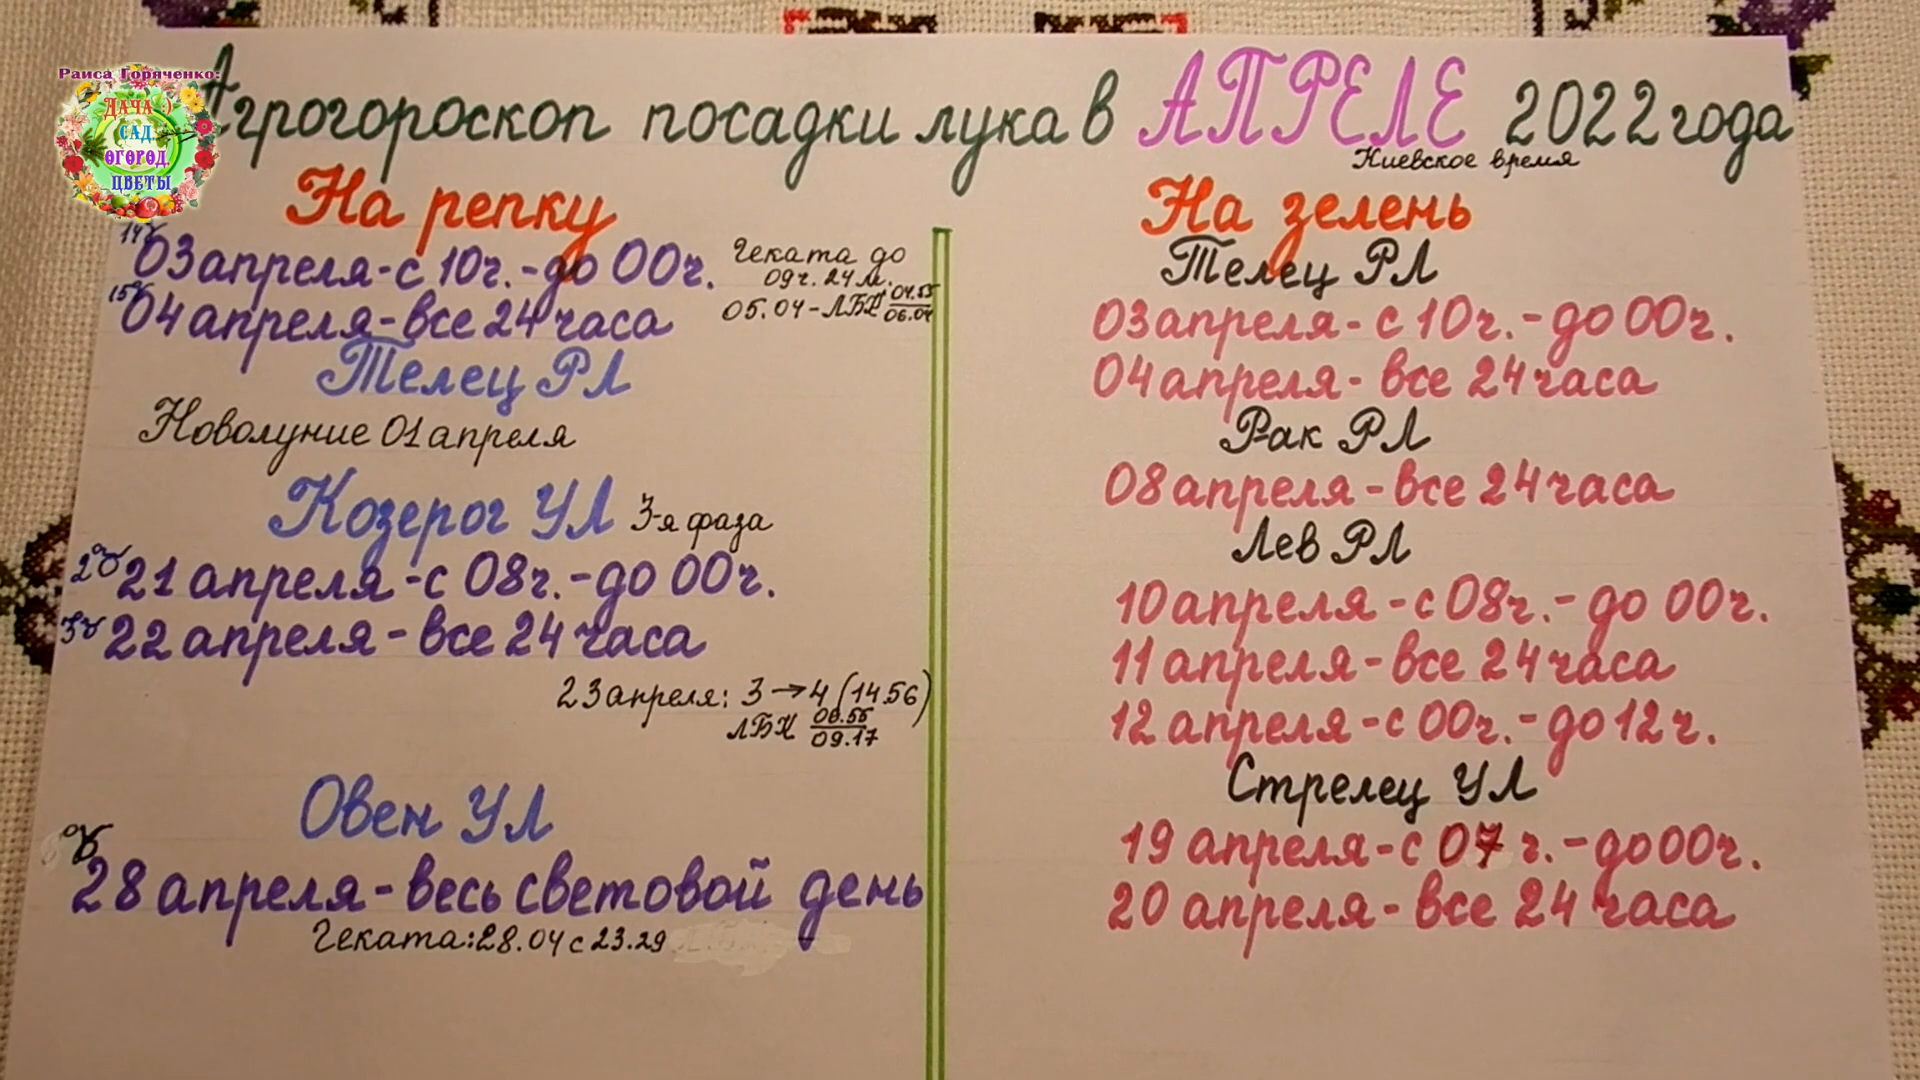 Раиса Горяченко:
ДАЧА :)
САД
ОГОРОД,
ЦВЕТЫ
Агрогороскоп посадки лука в АПРЕЛЕ 2022 года
Киевское время
На репку
03 апреля - с 10ч. - до 00ч.
04 апреля - все 24 часа
Геката до
09ч. 24м.
05.04 - ЛБК 04.55
06.04
Телец РЛ
Новолуние 01 апреля
Козерог УЛ 3-я фаза
21 апреля - с 08ч. - до 00ч.
22 апреля - все 24 часа
23 апреля: 3 → 4 (14.56)
ЛБК 06.55
09.17
Овен УЛ
28 апреля - весь световой день
Геката: 28.04 с 23.29
На зелень
Телец РЛ
03 апреля - с 10ч. - до 00ч.
04 апреля - все 24 часа
Рак РЛ
08 апреля - все 24 часа
Лев РЛ
10 апреля - с 08ч. - до 00ч.
11 апреля - все 24 часа
12 апреля - с 00ч. - до 12ч.
Стрелец УЛ
19 апреля - с 07 ч. - до 00ч.
20 апреля - все 24 часа